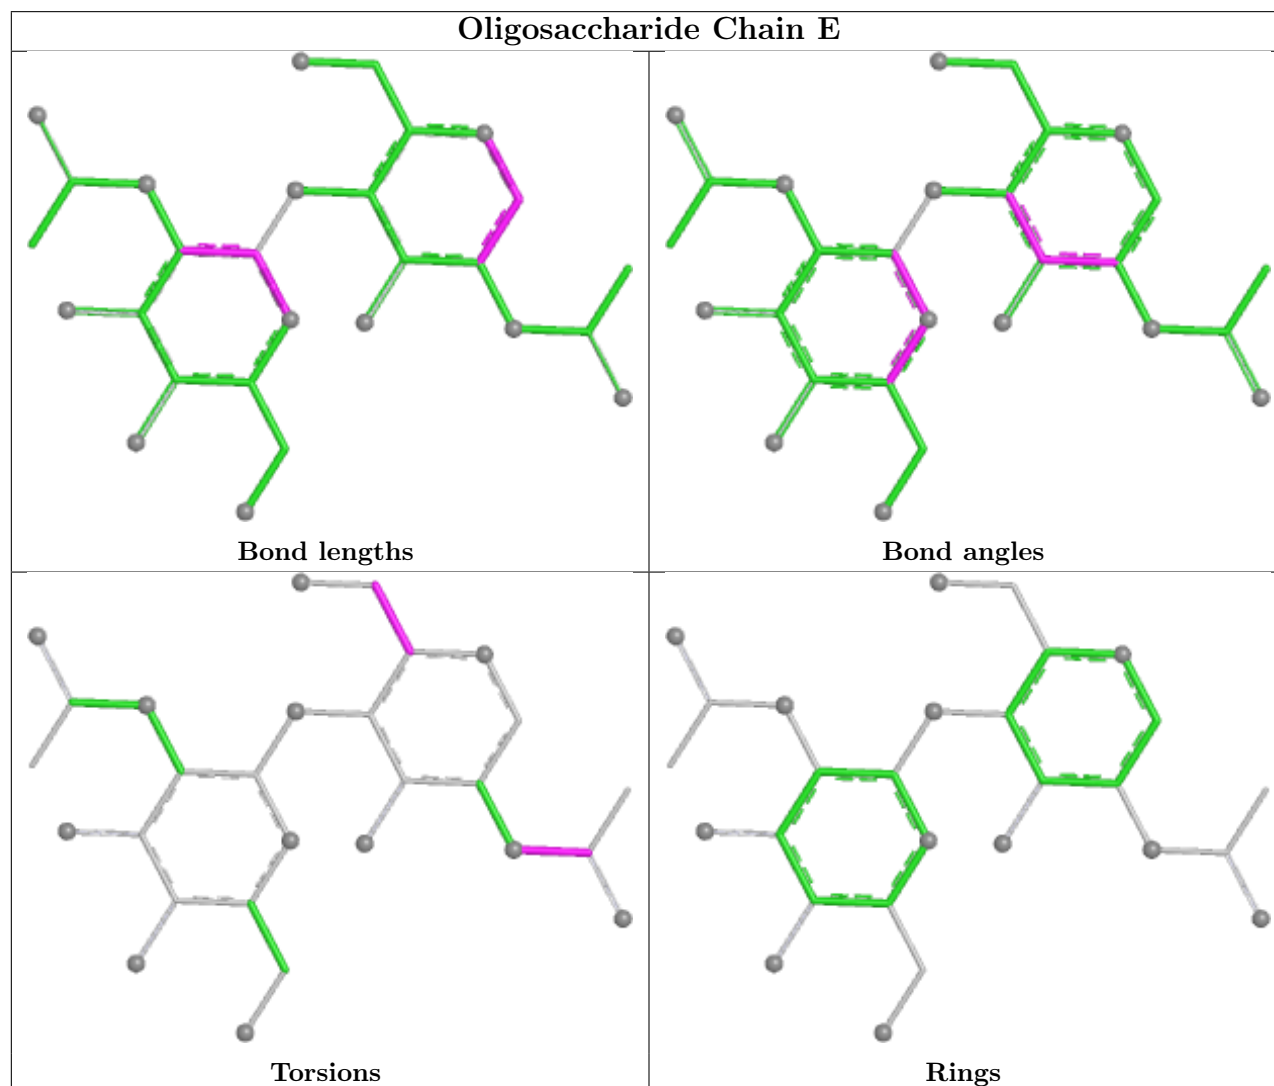 Oligosaccharide Chain E
Bond lengths
Bond angles
Torsions
Rings